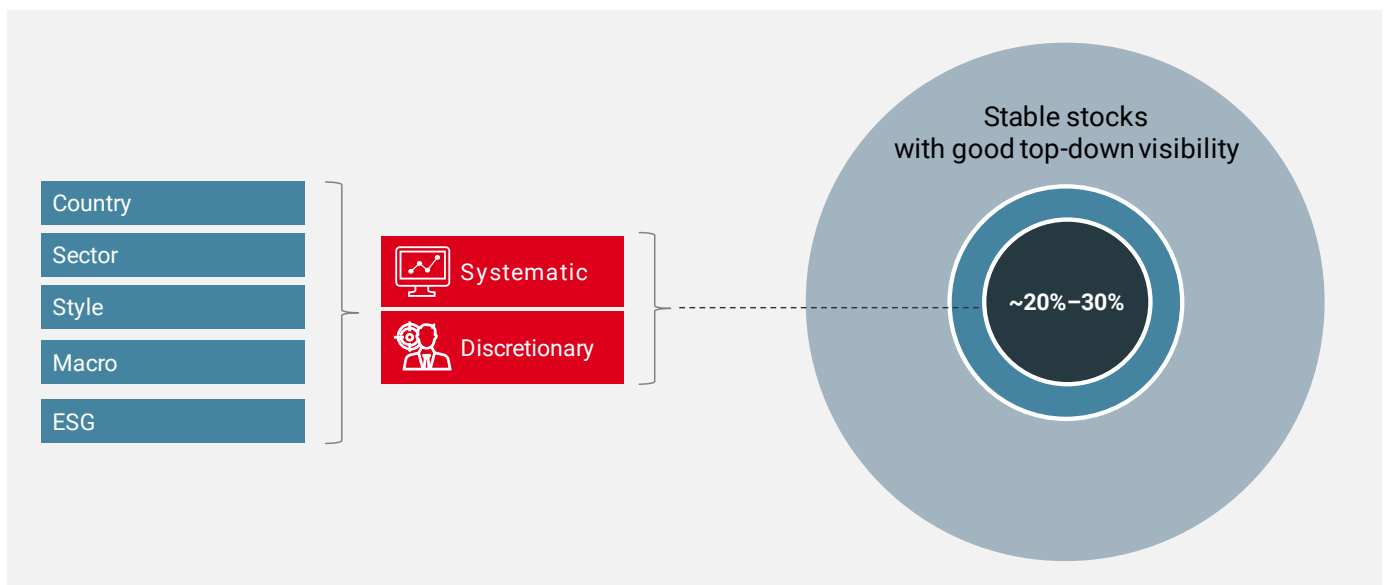 Country
Sector
Style
Macro
ESG
Systematic
Discretionary
Stable stocks
with good top-down visibility
~20%–30%